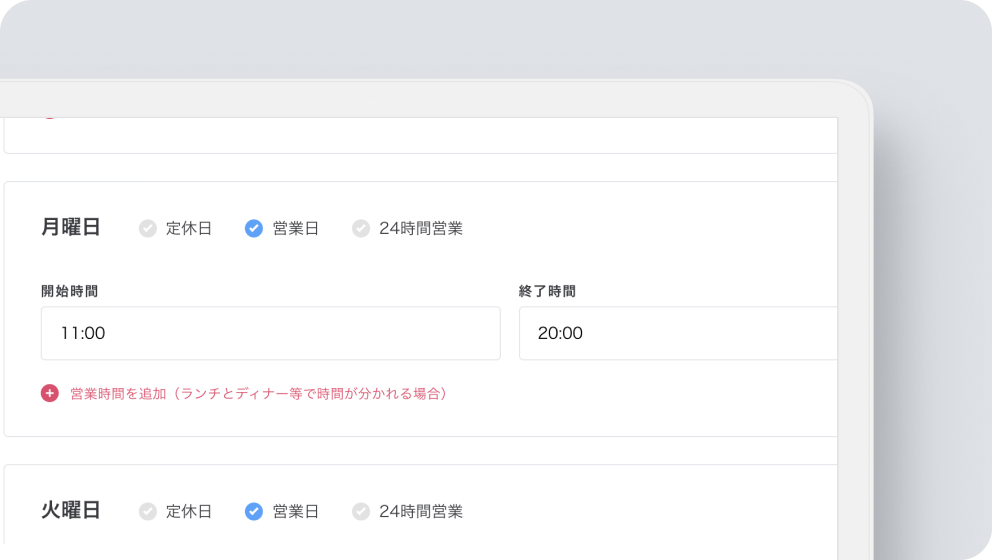 月曜日 定休日 営業日 24時間営業
開始時間 終了時間
11:00 20:00
営業時間を追加（ランチとディナー等で時間が分かれる場合）
火曜日 定休日 営業日 24時間営業